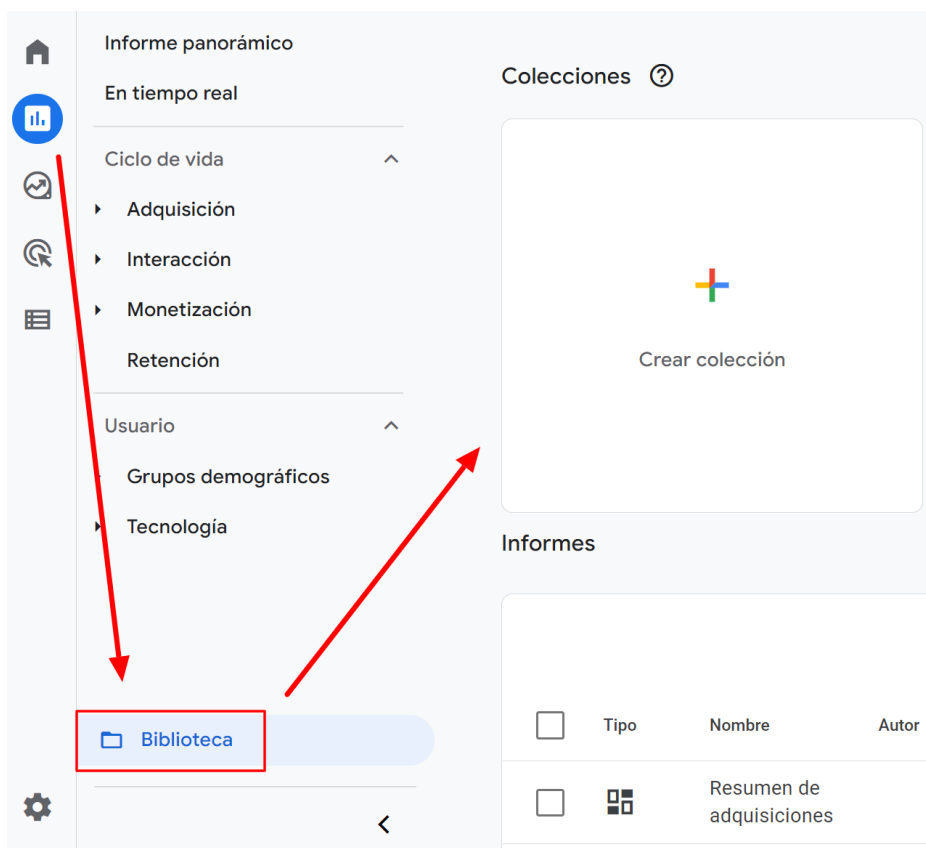 Informe panorámico
En tiempo real
Ciclo de vida
Adquisición
Interacción
Monetización
Retención
Usuario
Grupos demográficos
Tecnología
Biblioteca
Colecciones
Crear colección
Informes
Tipo Nombre Autor
Resumen de
adquisiciones